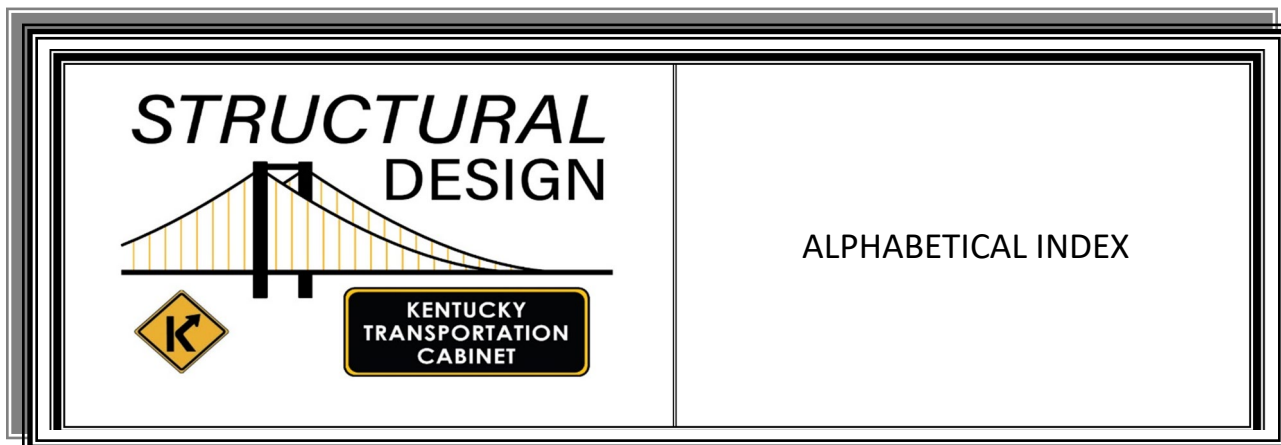 STRUCTURAL
DESIGN
KENTUCKY
TRANSPORTATION
CABINET
ALPHABETICAL INDEX